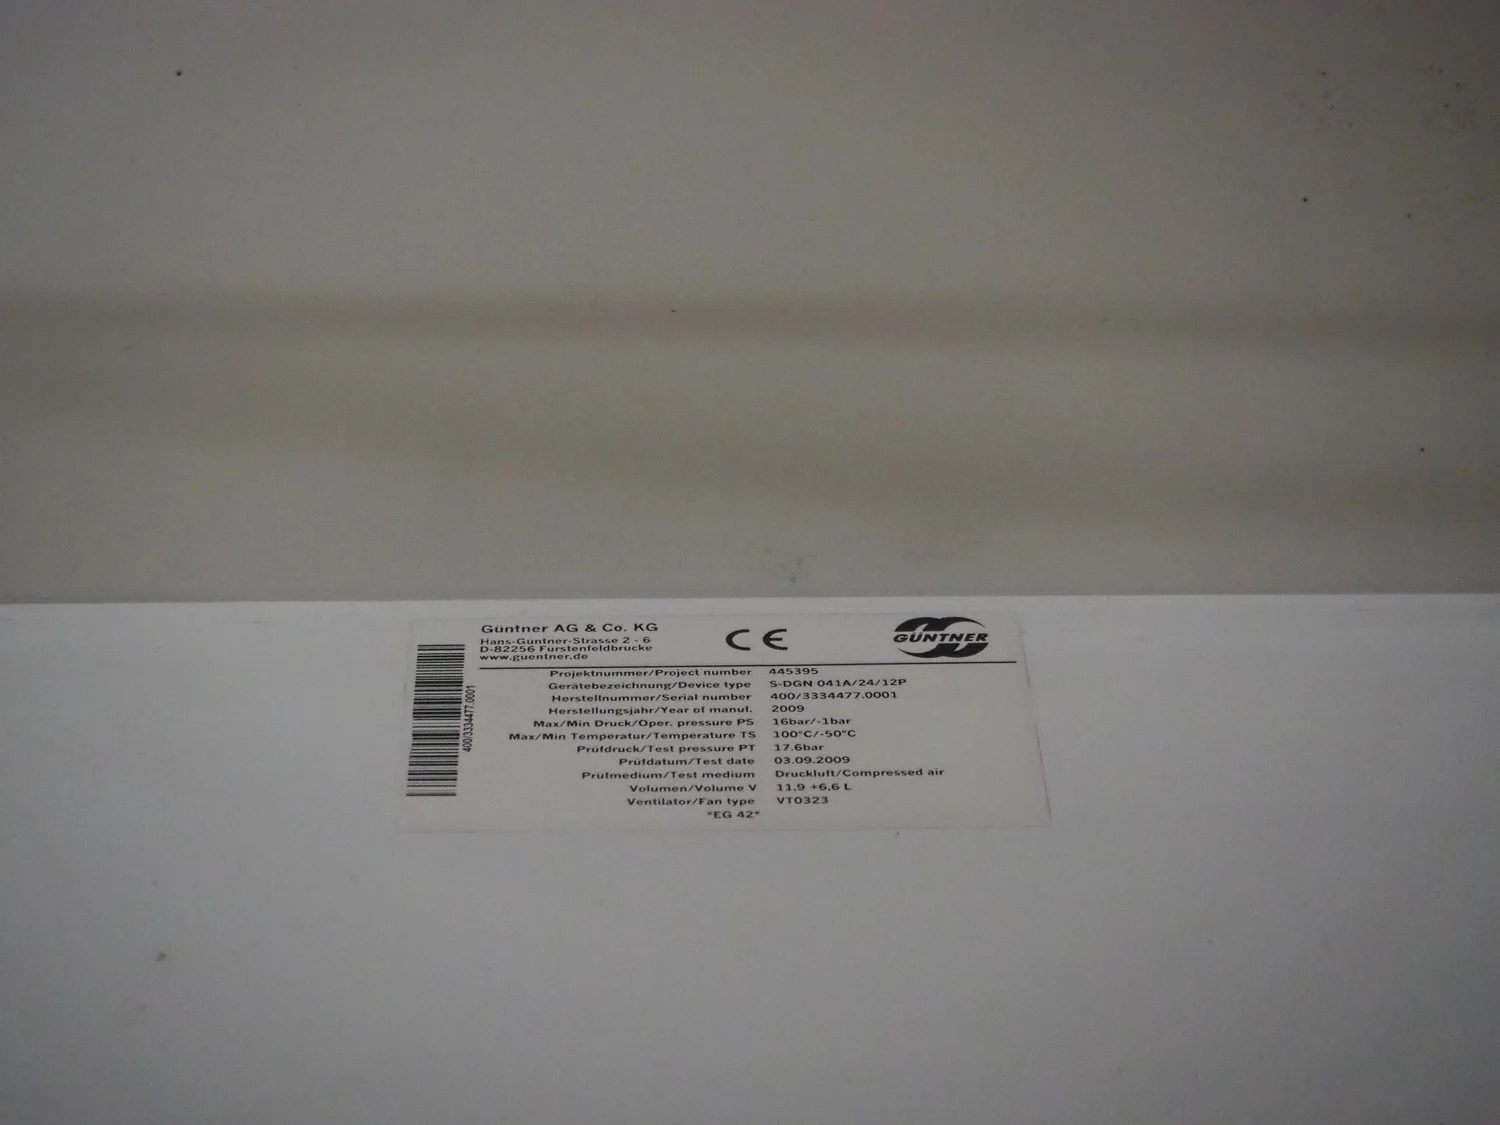 Güntner AG & Co. KG
Hans-Güntner-Strasse 2 - 6
D-82256 Fürstenfeldbrucke
www.guentner.de
CE
GÜNTNER
400/3334477.0001
Projektnummer/Project number 445395
Gerätebezeichnung/Device type S-DGN 041A/24/12P
Herstellnummer/Serial number 400/3334477.0001
Herstellungsjahr/Year of manuf. 2009
Max/Min Druck/Oper. pressure PS 16bar/-1bar
Max/Min Temperatur/Temperature TS 100°C/-50°C
Prüfdruck/Test pressure PT 17.6bar
Prüfdatum/Test date 03.09.2009
Prüfmedium/Test medium Druckluft/Compressed air
Volumen/Volume V 11.9 +6.6 L
Ventilator/Fan type VT0323
*EG 42*